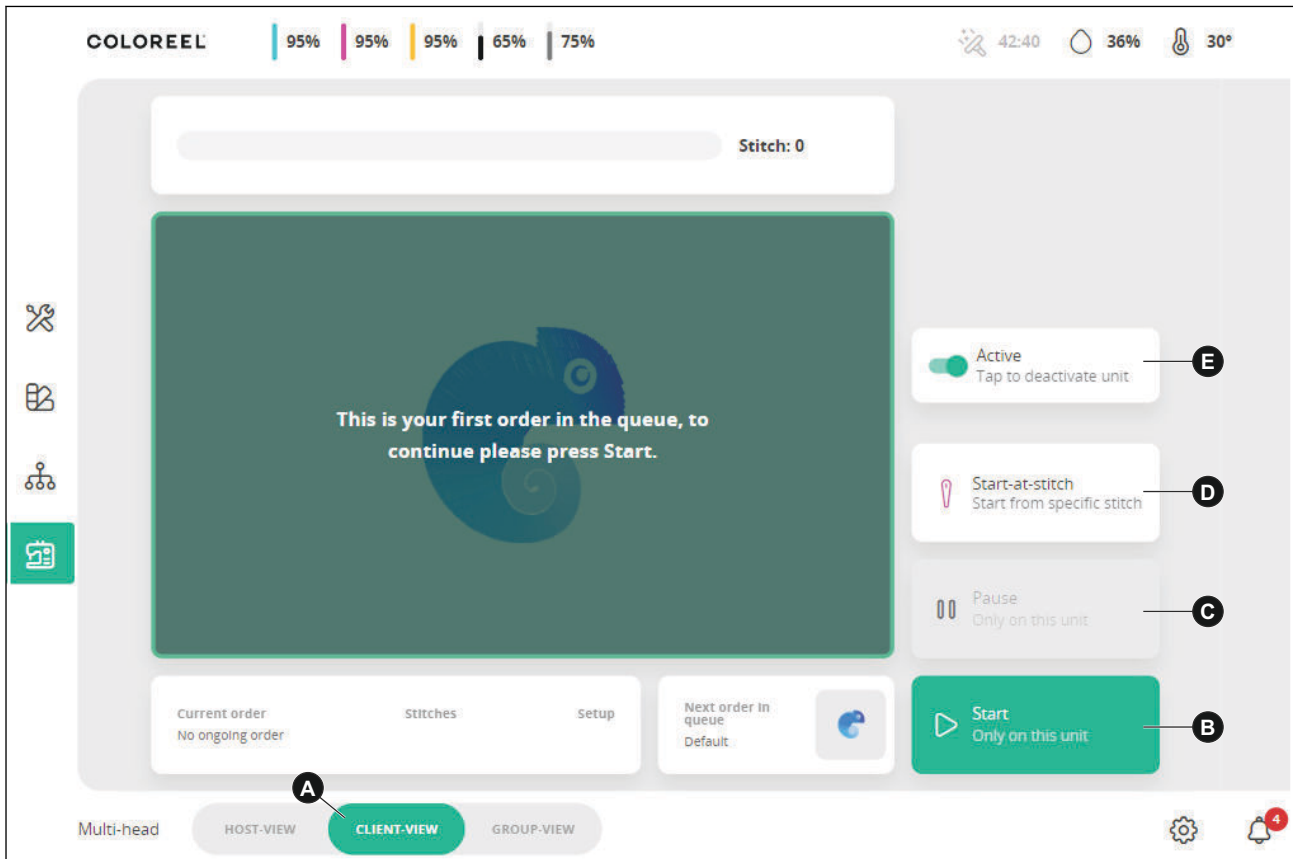 COLOREEL 95% 95% 95% 65% 75% 42:40 36% 30°
Stitch: 0
This is your first order in the queue, to
continue please press Start.
Active
Tap to deactivate unit
E
Start-at-stitch
Start from specific stitch
D
Pause
Only on this unit
C
Start
Only on this unit
B
Current order Stitches Setup
No ongoing order
Next order in
queue
Default
A
Multi-head HOST-VIEW CLIENT-VIEW GROUP-VIEW 4